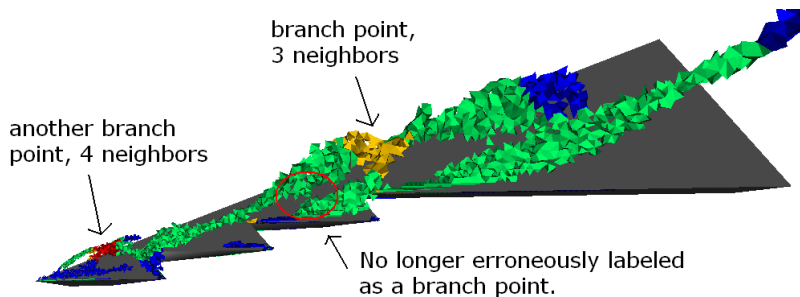 branch point,
3 neighbors
another branch
point, 4 neighbors
No longer erroneously labeled
as a branch point.